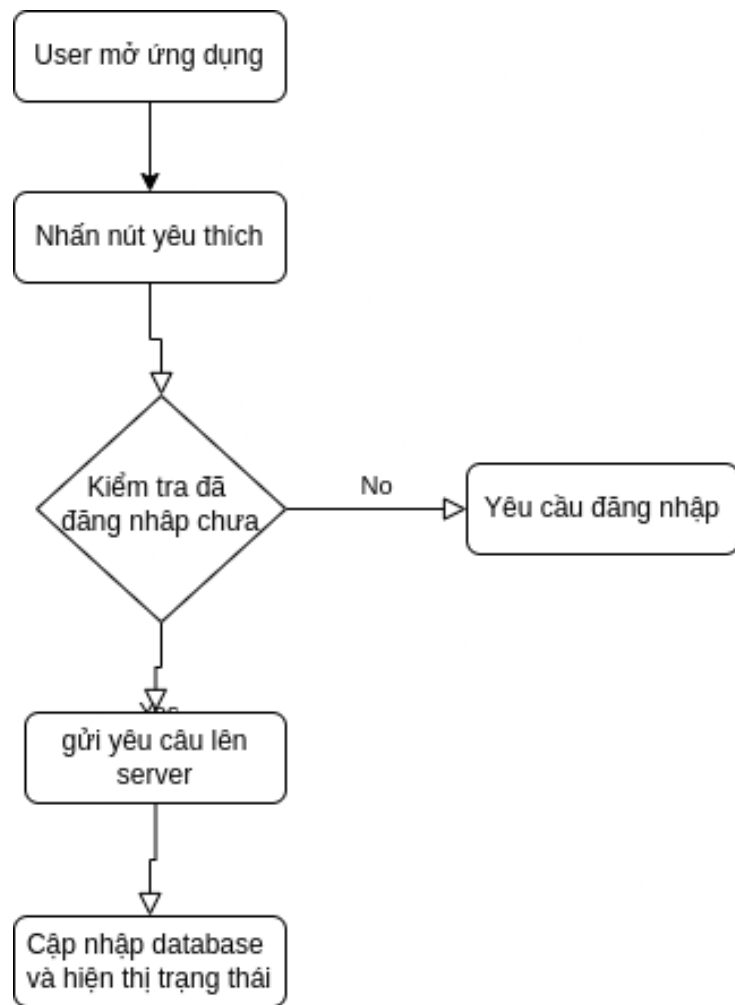 User mở ứng dụng
Nhấn nút yêu thích
Kiểm tra đã
đăng nhâp chưa
No
Yêu cầu đăng nhập
gửi yêu câu lên
server
Cập nhập database
và hiện thị trạng thái